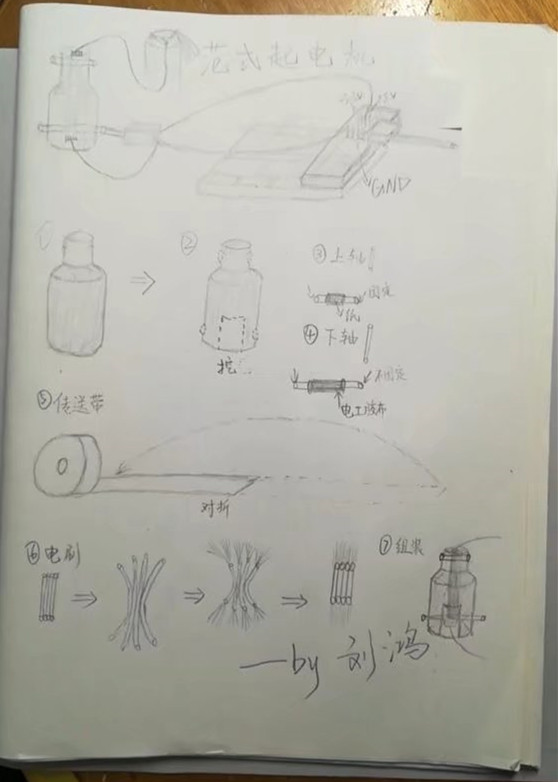 范式起电机
GND
①
②
挖
③上轴
固定
④下轴
不固定
电工胶布
⑤传送带
对折
⑥电刷
⑦组装
—by 刘鸿